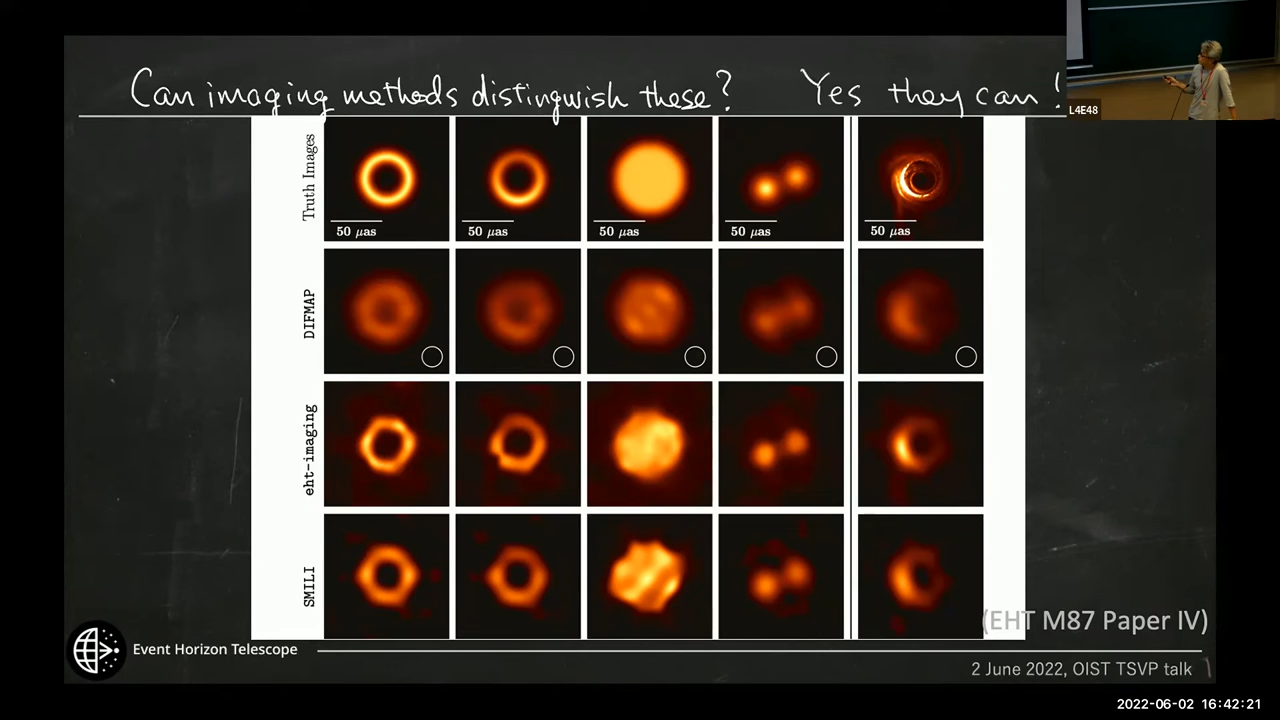 Can imaging methods distinguish these? Yes they can!
L4E48
Truth Images
50 μas 50 μas 50 μas 50 μas 50 μas
DIFMAP
eht-imaging
SMILI
(EHT M87 Paper IV)
Event Horizon Telescope
2 June 2022, OIST TSVP talk
2022-06-02 16:42:21